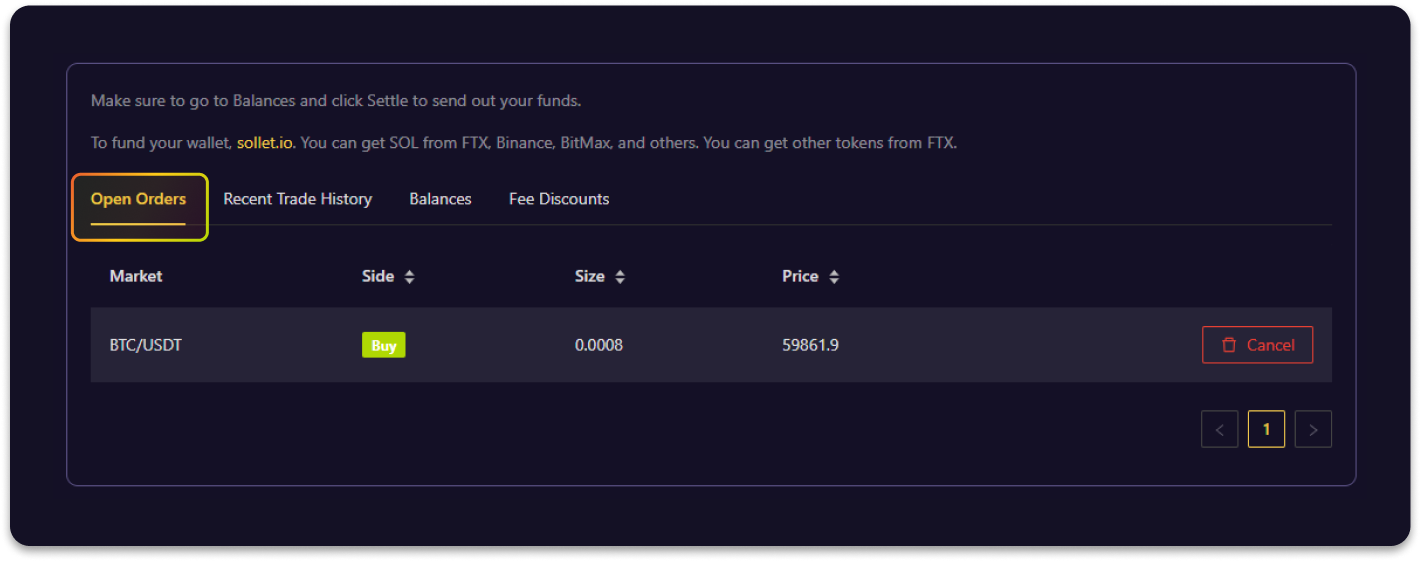 Make sure to go to Balances and click Settle to send out your funds.
To fund your wallet, sollet.io. You can get SOL from FTX, Binance, BitMax, and others. You can get other tokens from FTX.
Open Orders Recent Trade History Balances Fee Discounts
Market Side Size Price
BTC/USDT Buy 0.0008 59861.9 Cancel
< 1 >